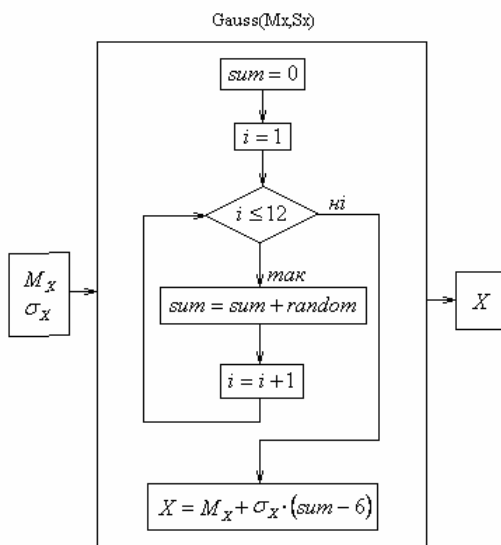 Gauss(Mx,Sx)
sum = 0
i = 1
i ≤ 12
ні
так
sum = sum + random
i = i + 1
X = M_X + σ_X · (sum − 6)
M_X
σ_X
X